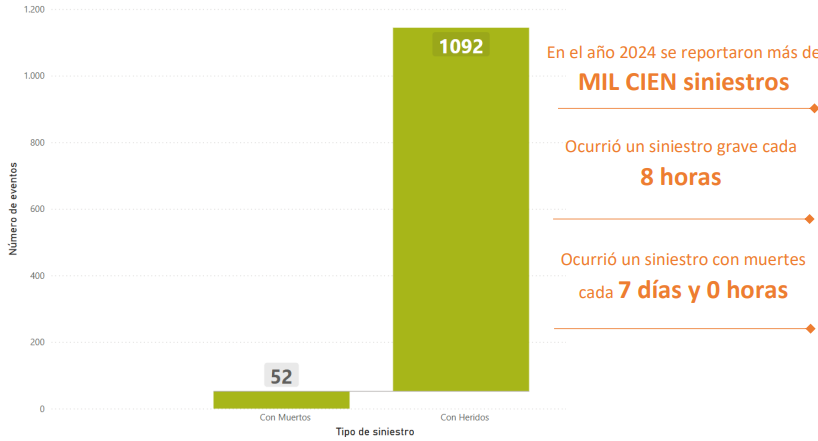 1.200
1.000
800
600
400
200
0
Número de eventos
1092
52
Con Muertos
Con Heridos
Tipo de siniestro
En el año 2024 se reportaron más de
MIL CIEN siniestros
Ocurrió un siniestro grave cada
8 horas
Ocurrió un siniestro con muertes
cada 7 días y 0 horas